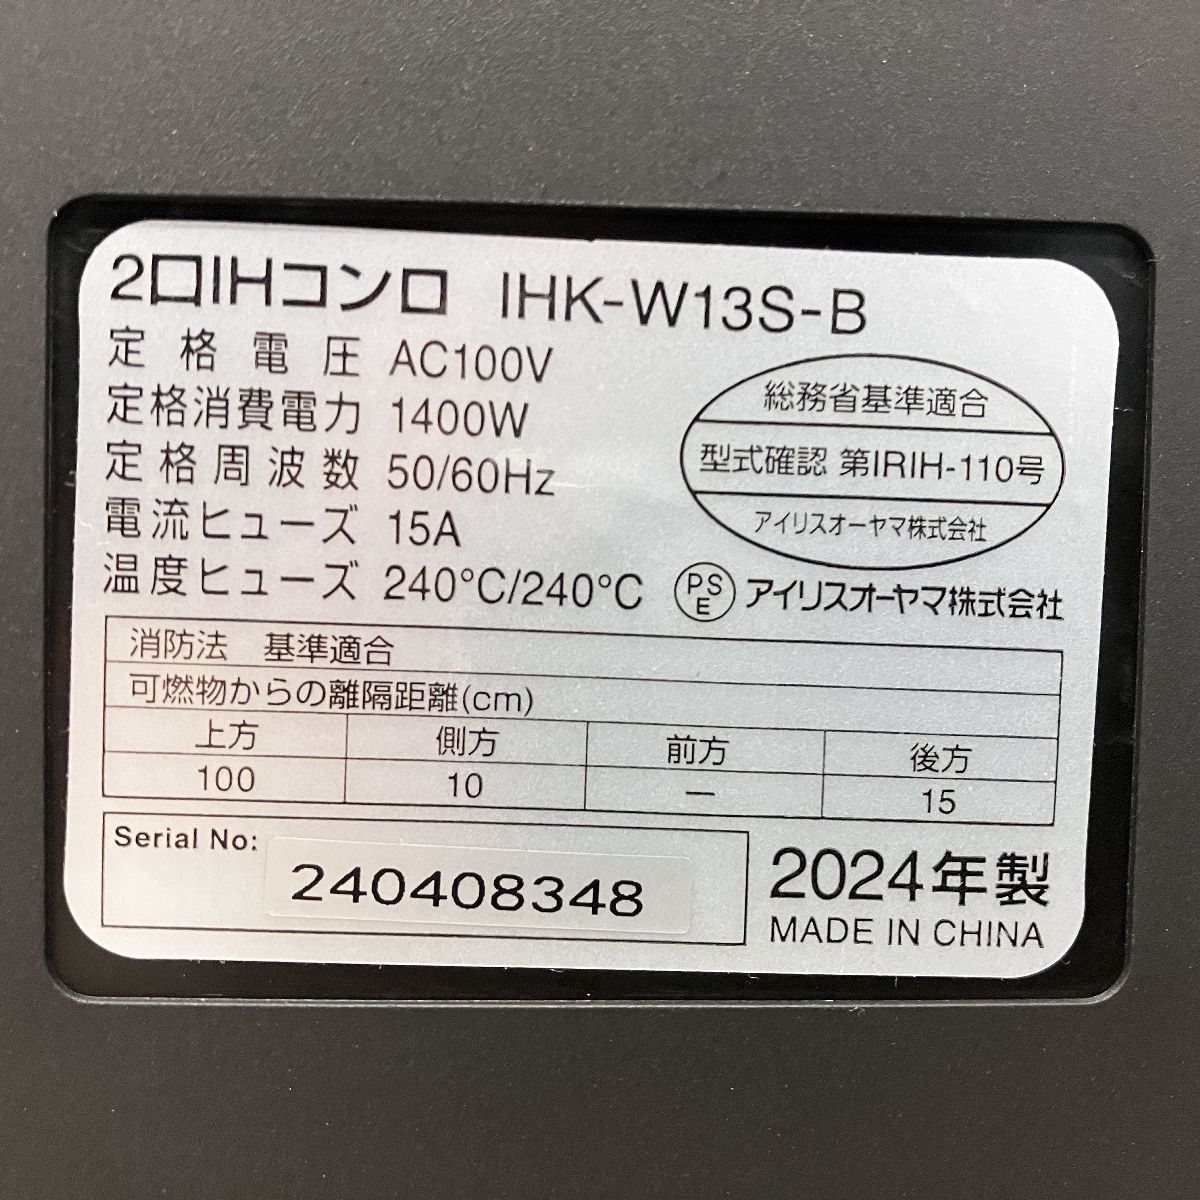 2口IHコンロ IHK-W13S-B
定格電圧 AC100V
定格消費電力 1400W
定格周波数 50/60Hz
電流ヒューズ 15A
温度ヒューズ 240°C/240°C
総務省基準適合
型式確認 第IRIH-110号
アイリスオーヤマ株式会社
PSE アイリスオーヤマ株式会社
消防法 基準適合
可燃物からの離隔距離(cm)
上方 側方 前方 後方
100 10 ー 15
Serial No:
240408348
2024年製
MADE IN CHINA